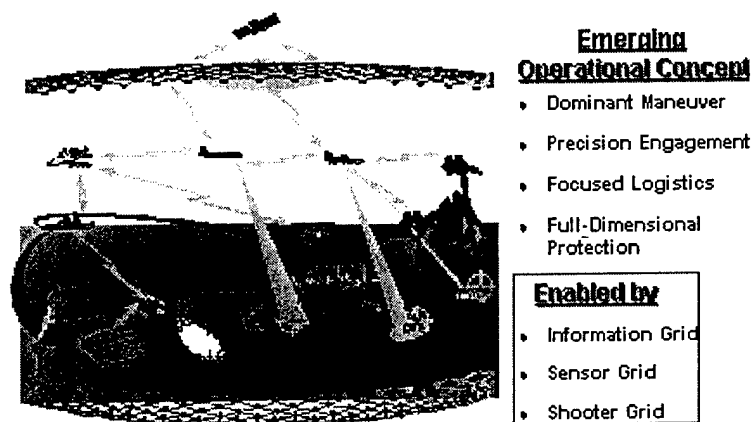 Emerging
Operational Concept
• Dominant Maneuver
• Precision Engagement
• Focused Logistics
• Full-Dimensional
Protection
Enabled by
• Information Grid
• Sensor Grid
• Shooter Grid